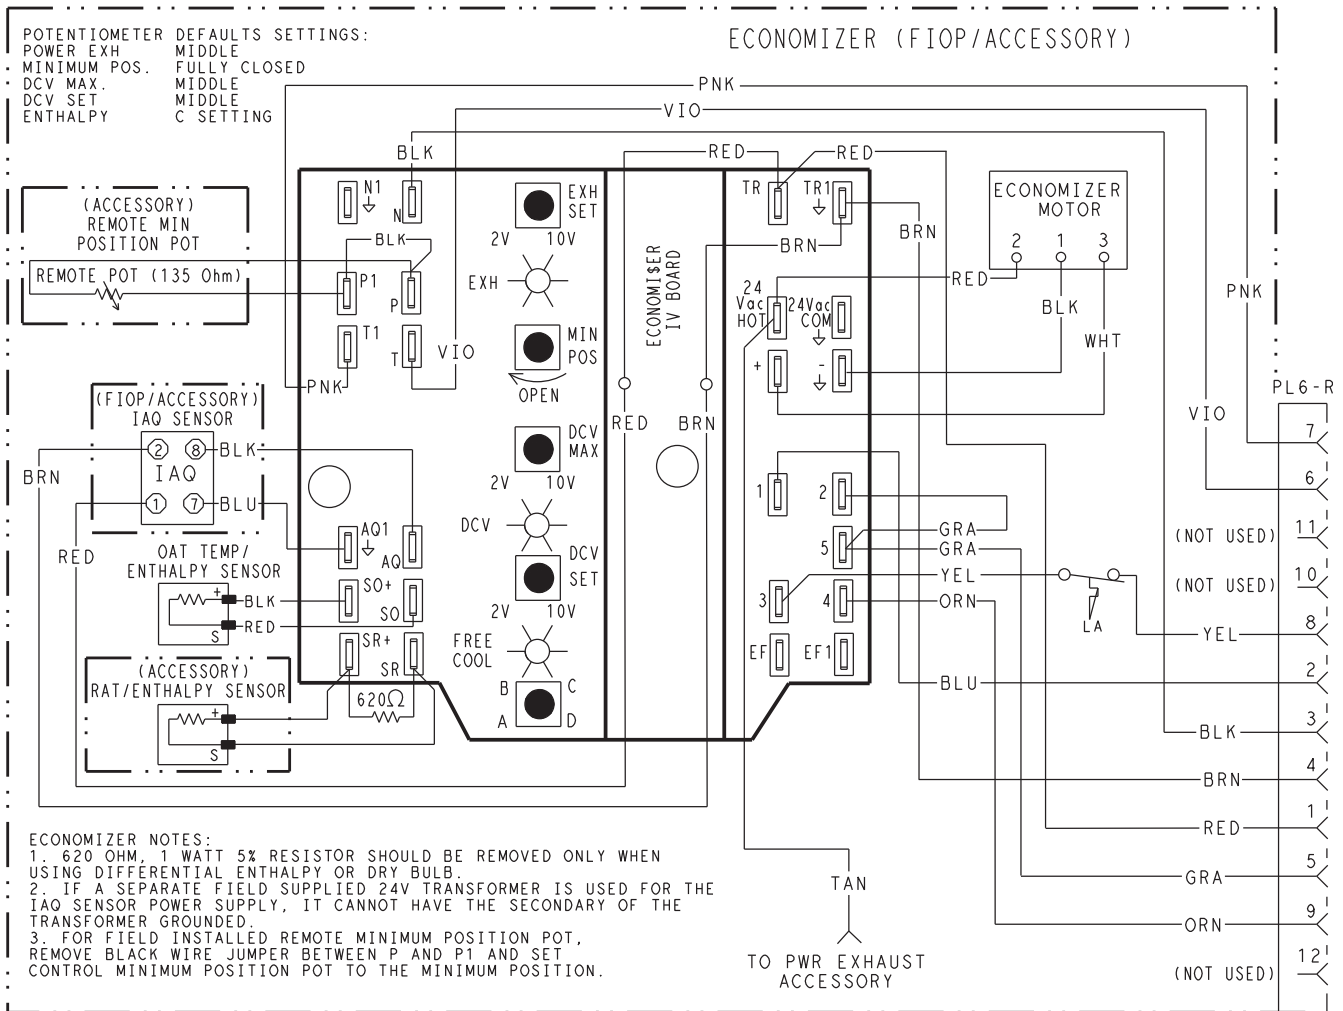 POTENTIOMETER DEFAULTS SETTINGS:
POWER EXH MIDDLE
MINIMUM POS. FULLY CLOSED
DCV MAX. MIDDLE
DCV SET MIDDLE
ENTHALPY C SETTING
ECONOMIZER (FIOP/ACCESSORY)
PNK
VIO
BLK
RED
RED
(ACCESSORY)
REMOTE MIN
POSITION POT
REMOTE POT (135 Ohm)
N1
N
BLK
P1
P
T1
T
VIO
PNK
EXH
SET
2V 10V
EXH
MIN
POS
OPEN
DCV
MAX
2V 10V
DCV
DCV
SET
2V 10V
FREE
COOL
B C
A D
ECONOMI$ER
IV BOARD
RED
BRN
TR
TR1
BRN
BRN
24
Vac
HOT
24Vac
COM
+
-
RED
ECONOMIZER
MOTOR
2 1 3
BLK
WHT
PNK
VIO
1
2
5
3
4
EF
EF1
GRA
GRA
YEL
ORN
LA
BLU
(FIOP/ACCESSORY)
IAQ SENSOR
2 8
IAQ
1 7
BLK
BLU
BRN
RED
AQ1
AQ
SO+
SO
SR+
SR
620Ω
OAT TEMP/
ENTHALPY SENSOR
+
S
BLK
RED
(ACCESSORY)
RAT/ENTHALPY SENSOR
+
S
PL6-R
7
6
(NOT USED) 11
(NOT USED) 10
YEL 8
2
BLK 3
BRN 4
RED 1
GRA 5
ORN 9
(NOT USED) 12
TAN
TO PWR EXHAUST
ACCESSORY
ECONOMIZER NOTES:
1. 620 OHM, 1 WATT 5% RESISTOR SHOULD BE REMOVED ONLY WHEN
USING DIFFERENTIAL ENTHALPY OR DRY BULB.
2. IF A SEPARATE FIELD SUPPLIED 24V TRANSFORMER IS USED FOR THE
IAQ SENSOR POWER SUPPLY, IT CANNOT HAVE THE SECONDARY OF THE
TRANSFORMER GROUNDED.
3. FOR FIELD INSTALLED REMOTE MINIMUM POSITION POT,
REMOVE BLACK WIRE JUMPER BETWEEN P AND P1 AND SET
CONTROL MINIMUM POSITION POT TO THE MINIMUM POSITION.